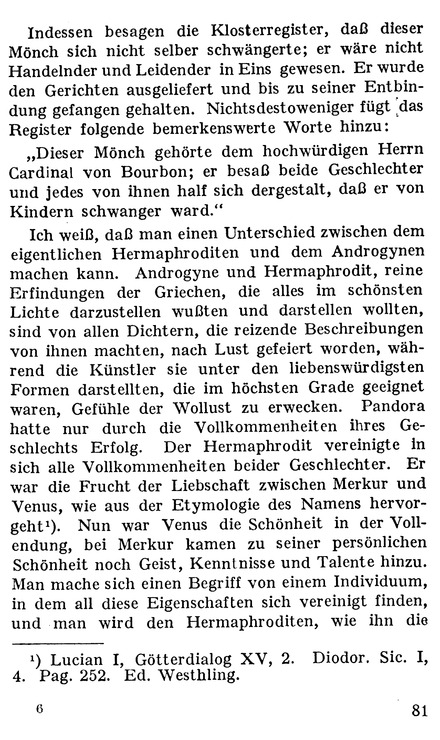 Indessen besagen die Klosterregister, daß dieser
Mönch sich nicht selber schwängerte; er wäre nicht
Handelnder und Leidender in Eins gewesen. Er wurde
den Gerichten ausgeliefert und bis zu seiner Entbin-
dung gefangen gehalten. Nichtsdestoweniger fügt das
Register folgende bemerkenswerte Worte hinzu:
„Dieser Mönch gehörte dem hochwürdigen Herrn
Cardinal von Bourbon; er besaß beide Geschlechter
und jedes von ihnen half sich dergestalt, daß er von
Kindern schwanger ward.“
Ich weiß, daß man einen Unterschied zwischen dem
eigentlichen Hermaphroditen und dem Androgynen
machen kann. Androgyne und Hermaphrodit, reine
Erfindungen der Griechen, die alles im schönsten
Lichte darzustellen wußten und darstellen wollten,
sind von allen Dichtern, die reizende Beschreibungen
von ihnen machten, nach Lust gefeiert worden, wäh-
rend die Künstler sie unter den liebenswürdigsten
Formen darstellten, die im höchsten Grade geeignet
waren, Gefühle der Wollust zu erwecken. Pandora
hatte nur durch die Vollkommenheiten ihres Ge-
schlechts Erfolg. Der Hermaphrodit vereinigte in
sich alle Vollkommenheiten beider Geschlechter. Er
war die Frucht der Liebschaft zwischen Merkur und
Venus, wie aus der Etymologie des Namens hervor-
geht¹). Nun war Venus die Schönheit in der Voll-
endung, bei Merkur kamen zu seiner persönlichen
Schönheit noch Geist, Kenntnisse und Talente hinzu.
Man mache sich einen Begriff von einem Individuum,
in dem all diese Eigenschaften sich vereinigt finden,
und man wird den Hermaphroditen, wie ihn die
¹) Lucian I, Götterdialog XV, 2. Diodor. Sic. I,
4. Pag. 252. Ed. Westhling.
6 81